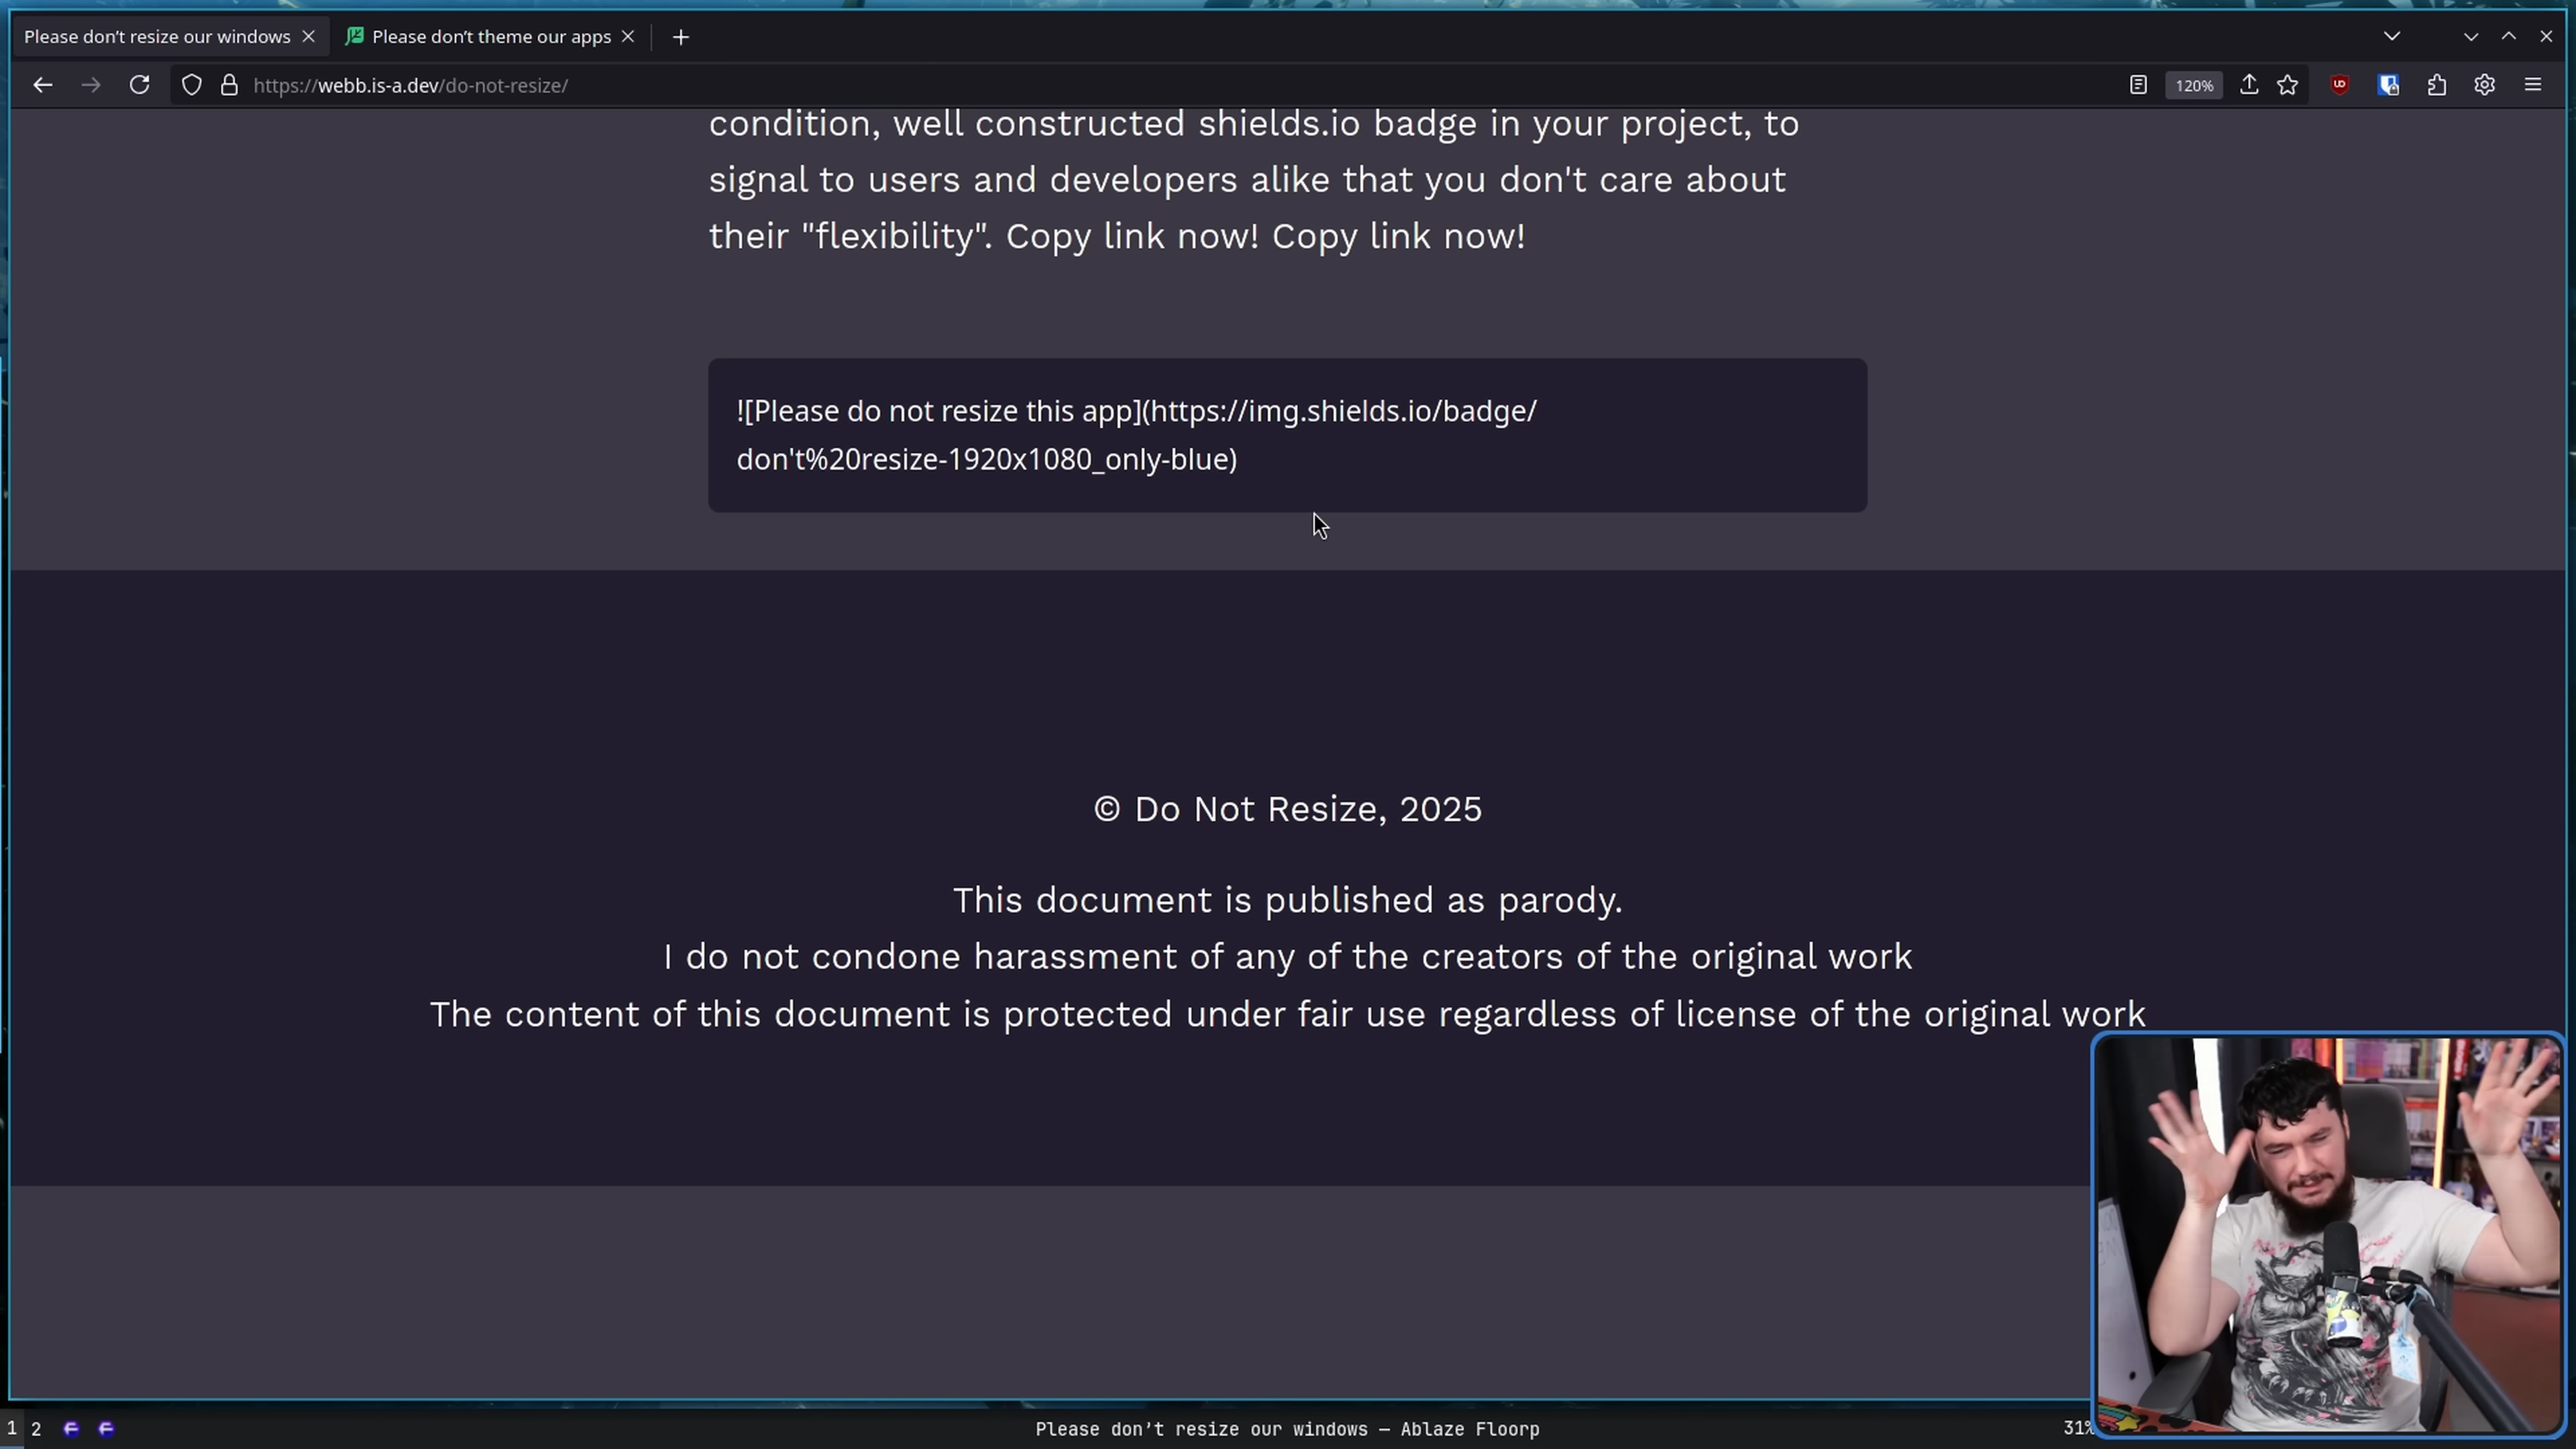 Please don’t resize our windows
Please don’t theme our apps
https://webb.is-a.dev/do-not-resize/
120%
condition, well constructed shields.io badge in your project, to
signal to users and developers alike that you don't care about
their "flexibility". Copy link now! Copy link now!
![Please do not resize this app](https://img.shields.io/badge/
don't%20resize-1920x1080_only-blue)
© Do Not Resize, 2025
This document is published as parody.
I do not condone harassment of any of the creators of the original work
The content of this document is protected under fair use regardless of license of the original work
1 2
Please don’t resize our windows — Ablaze Floorp
31%